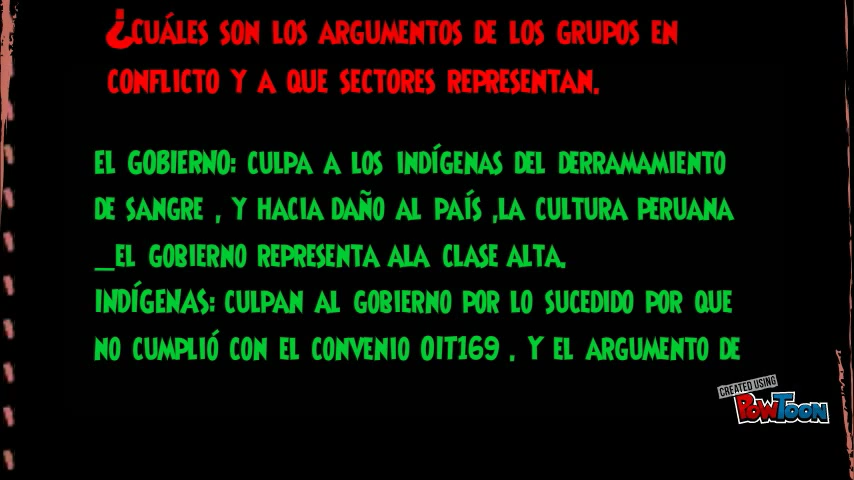 ¿CUÁLES SON LOS ARGUMENTOS DE LOS GRUPOS EN
CONFLICTO Y A QUE SECTORES REPRESENTAN.
EL GOBIERNO: CULPA A LOS INDÍGENAS DEL DERRAMAMIENTO
DE SANGRE , Y HACIA DAÑO AL PAÍS ,LA CULTURA PERUANA
_EL GOBIERNO REPRESENTA ALA CLASE ALTA.
INDÍGENAS: CULPAN AL GOBIERNO POR LO SUCEDIDO POR QUE
NO CUMPLIÓ CON EL CONVENIO OIT169 , Y EL ARGUMENTO DE
CREATED USING
POWTOON